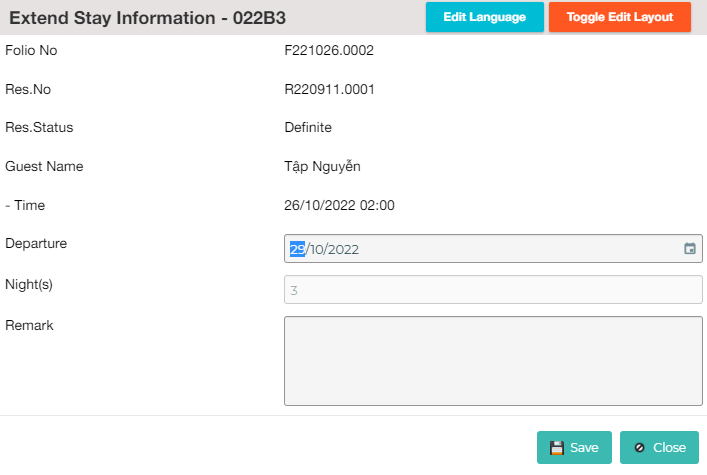 Extend Stay Information - 022B3 Edit Language Toggle Edit Layout
Folio No F221026.0002
Res.No R220911.0001
Res.Status Definite
Guest Name Tập Nguyễn
- Time 26/10/2022 02:00
Departure 29/10/2022
Night(s) 3
Remark
Save Close